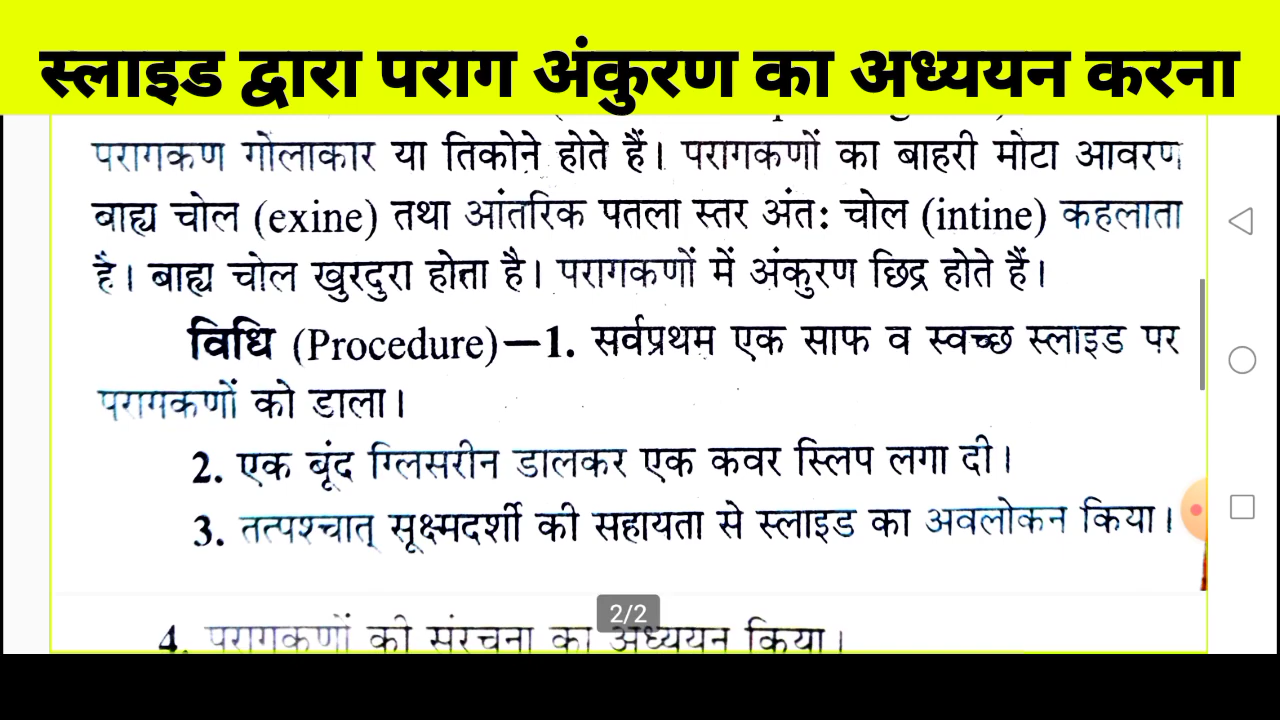 स्लाइड द्वारा पराग अंकुरण का अध्ययन करना
परागकण गोलाकार या तिकोने होते हैं। परागकणों का बाहरी मोटा आवरण
बाह्य चोल (exine) तथा आंतरिक पतला स्तर अंत: चोल (intine) कहलाता
है। बाह्य चोल खुरदुरा होता है। परागकणों में अंकुरण छिद्र होते हैं।
विधि (Procedure)—1. सर्वप्रथम एक साफ व स्वच्छ स्लाइड पर
परागकणों को डाला।
2. एक बूंद ग्लिसरीन डालकर एक कवर स्लिप लगा दी।
3. तत्पश्चात् सूक्ष्मदर्शी की सहायता से स्लाइड का अवलोकन किया।
2/2
4. परागकणों की संरचना का अध्ययन किया।